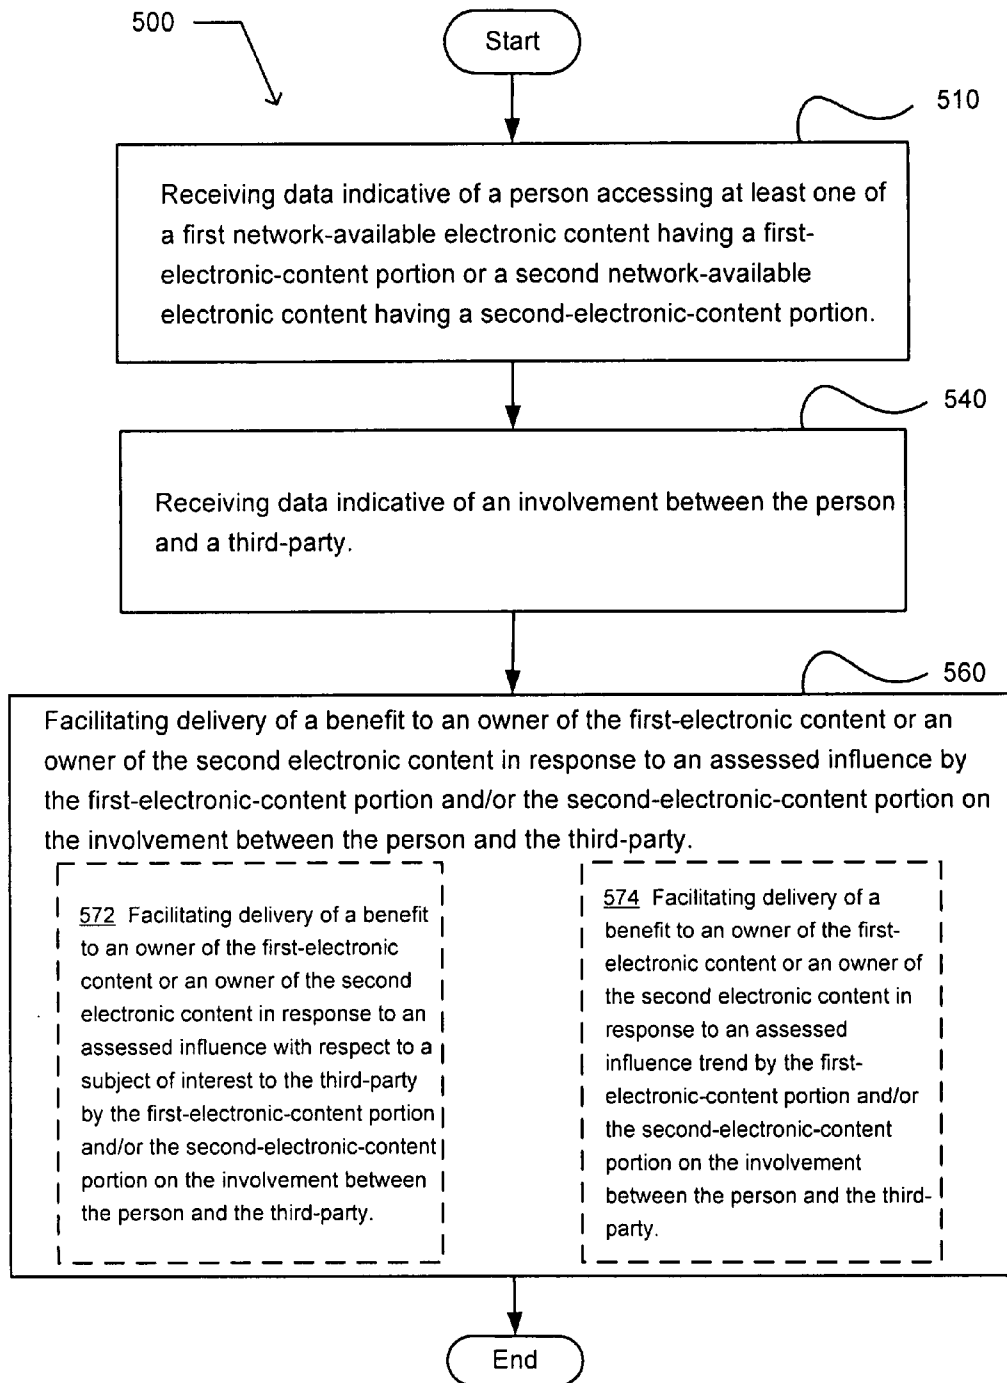 500
Start
510
Receiving data indicative of a person accessing at least one of
a first network-available electronic content having a first-
electronic-content portion or a second network-available
electronic content having a second-electronic-content portion.
540
Receiving data indicative of an involvement between the person
and a third-party.
560
Facilitating delivery of a benefit to an owner of the first-electronic content or an
owner of the second electronic content in response to an assessed influence by
the first-electronic-content portion and/or the second-electronic-content portion on
the involvement between the person and the third-party.
572 Facilitating delivery of a benefit
to an owner of the first-electronic
content or an owner of the second
electronic content in response to an
assessed influence with respect to a
subject of interest to the third-party
by the first-electronic-content portion
and/or the second-electronic-content
portion on the involvement between
the person and the third-party.
574 Facilitating delivery of a
benefit to an owner of the first-
electronic content or an owner of
the second electronic content in
response to an assessed
influence trend by the first-
electronic-content portion and/or
the second-electronic-content
portion on the involvement
between the person and the third-
party.
End